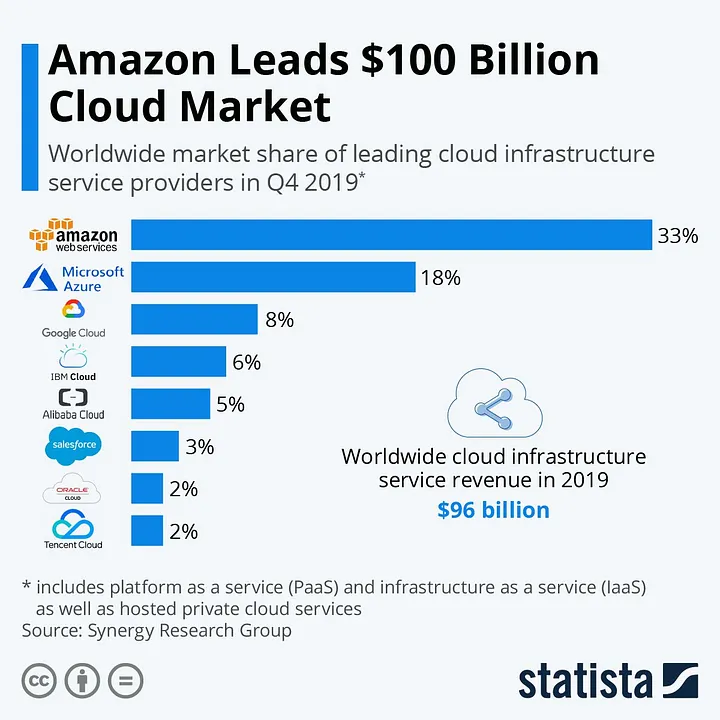 Amazon Leads $100 Billion
Cloud Market
Worldwide market share of leading cloud infrastructure
service providers in Q4 2019*
amazon
web services
33%
Microsoft
Azure
18%
Google Cloud
8%
IBM Cloud
6%
Alibaba Cloud
5%
salesforce
3%
ORACLE
CLOUD
2%
Tencent Cloud
2%
Worldwide cloud infrastructure
service revenue in 2019
$96 billion
* includes platform as a service (PaaS) and infrastructure as a service (IaaS)
as well as hosted private cloud services
Source: Synergy Research Group
cc
statista